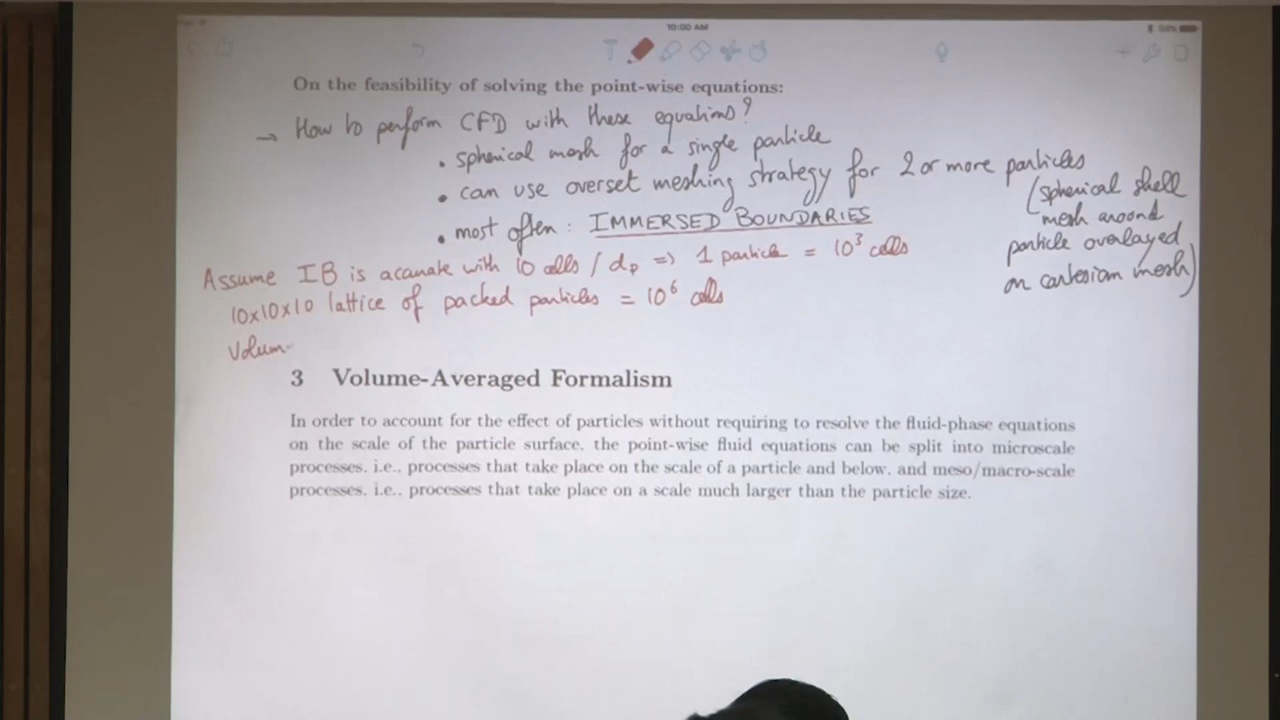 10:00 AM
On the feasibility of solving the point-wise equations:
→ How to perform CFD with these equations?
• spherical mesh for a single particle
• can use overset meshing strategy for 2 or more particles
(spherical shell
mesh around
particle overlayed
on cartesian mesh)
• most often : IMMERSED BOUNDARIES
Assume IB is accurate with 10 cells / dp => 1 particle = 10³ cells
10x10x10 lattice of packed particles = 10⁶ cells
Volum
3 Volume-Averaged Formalism
In order to account for the effect of particles without requiring to resolve the fluid-phase equations
on the scale of the particle surface, the point-wise fluid equations can be split into microscale
processes, i.e., processes that take place on the scale of a particle and below, and meso/macro-scale
processes, i.e., processes that take place on a scale much larger than the particle size.